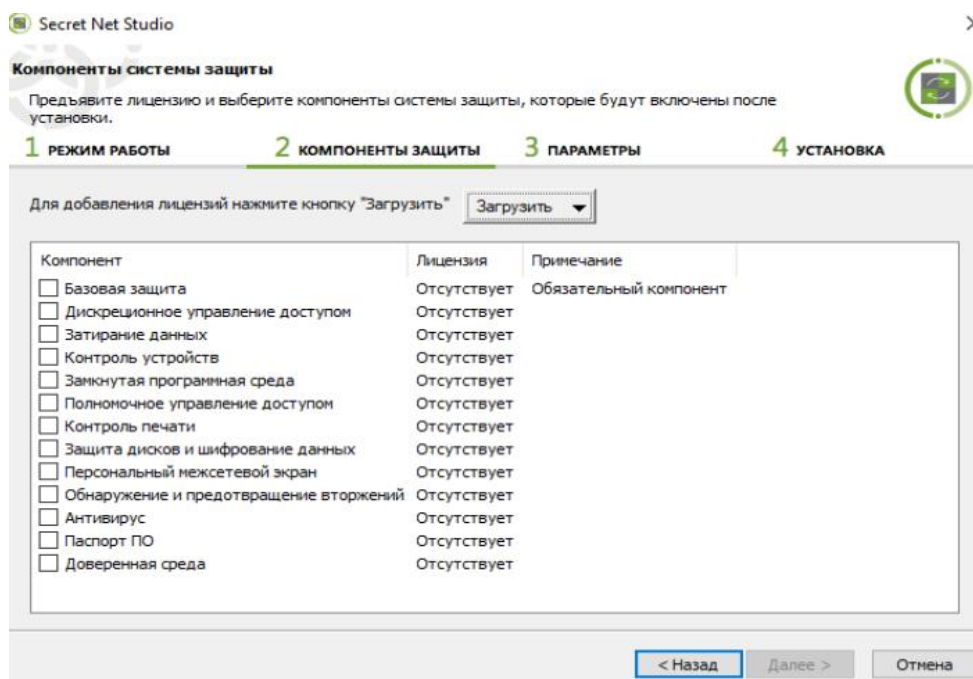 Secret Net Studio
Компоненты системы защиты
Предъявите лицензию и выберите компоненты системы защиты, которые будут включены после
установки.
1 РЕЖИМ РАБОТЫ 2 КОМПОНЕНТЫ ЗАЩИТЫ 3 ПАРАМЕТРЫ 4 УСТАНОВКА
Для добавления лицензий нажмите кнопку "Загрузить" Загрузить
Компонент Лицензия Примечание
Базовая защита Отсутствует Обязательный компонент
Дискреционное управление доступом Отсутствует
Затирание данных Отсутствует
Контроль устройств Отсутствует
Замкнутая программная среда Отсутствует
Полномочное управление доступом Отсутствует
Контроль печати Отсутствует
Защита дисков и шифрование данных Отсутствует
Персональный межсетевой экран Отсутствует
Обнаружение и предотвращение вторжений Отсутствует
Антивирус Отсутствует
Паспорт ПО Отсутствует
Доверенная среда Отсутствует
< Назад Далее > Отмена